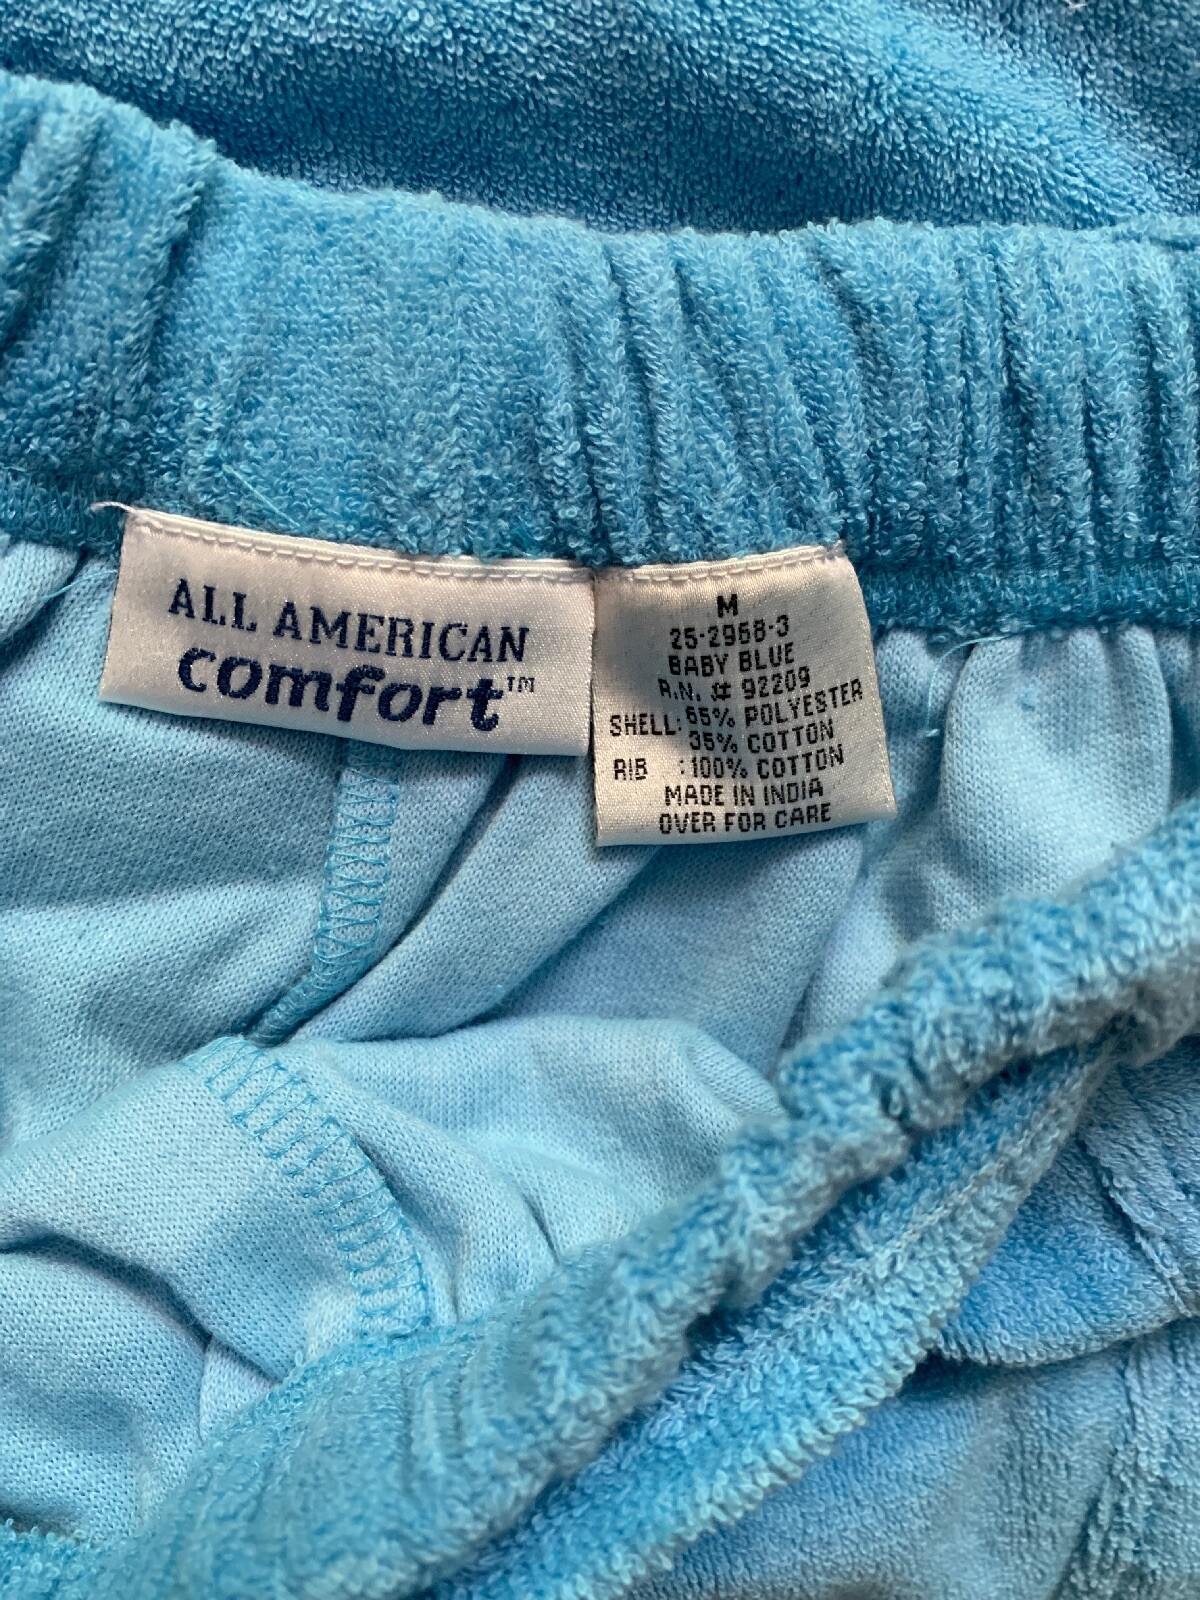 ALL AMERICAN
comfort™
M
25-2968-3
BABY BLUE
R.N. # 92209
SHELL: 65% POLYESTER
35% COTTON
RIB : 100% COTTON
MADE IN INDIA
OVER FOR CARE